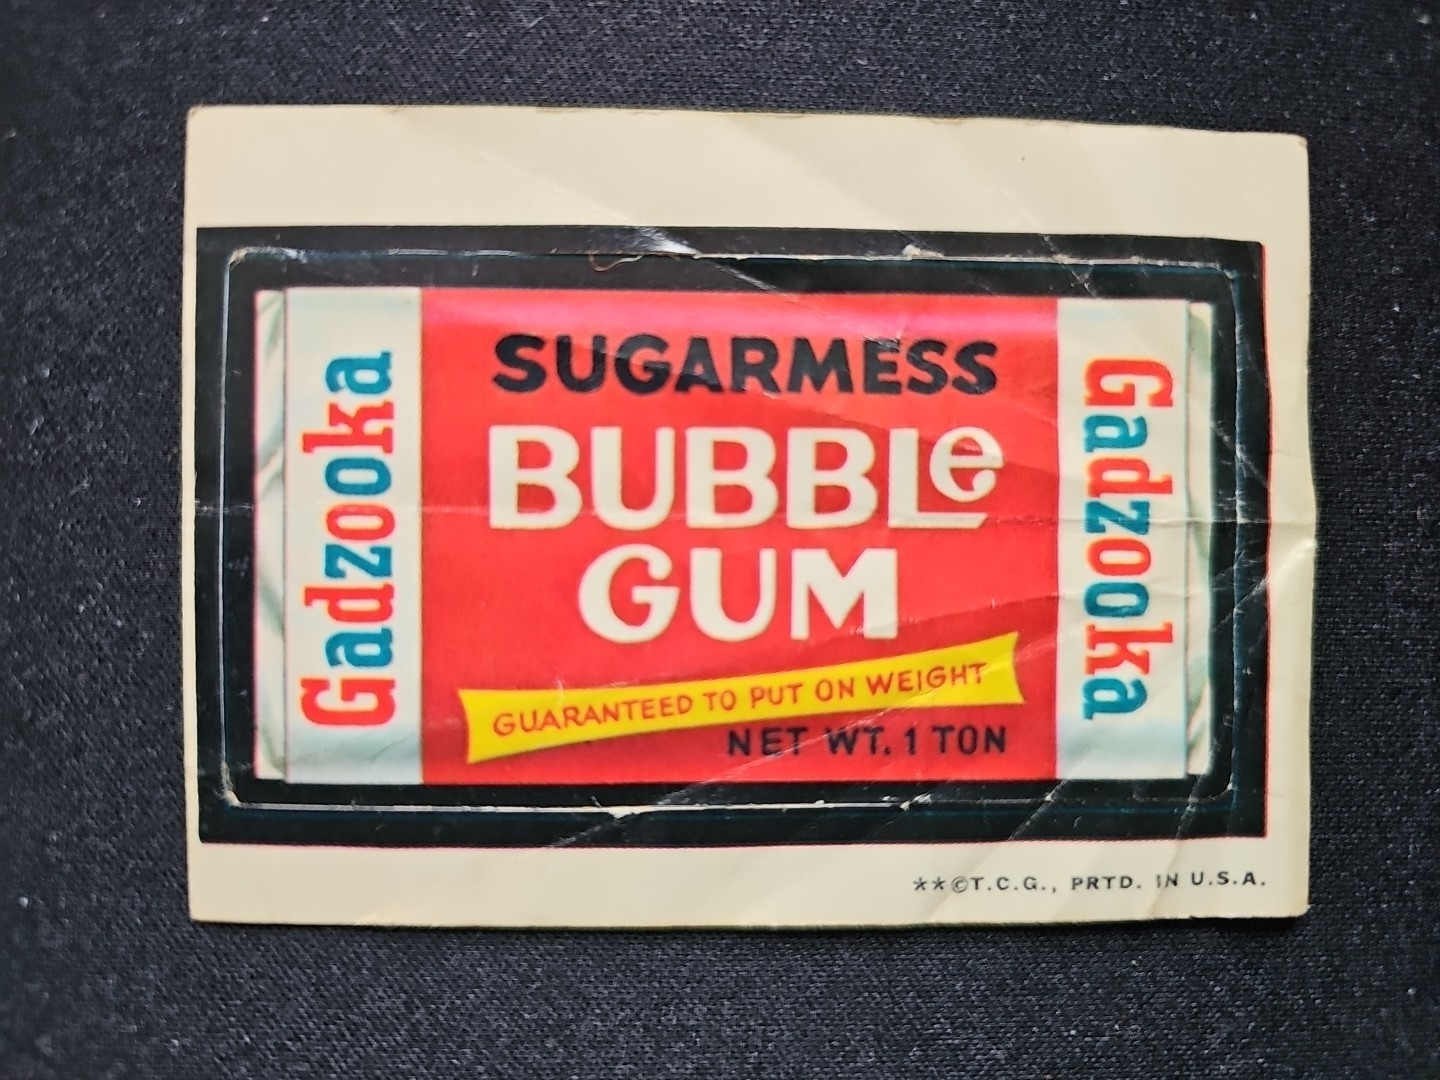 Gadzooka
SUGARMESS
BUBBLe
GUM
GUARANTEED TO PUT ON WEIGHT
NET WT. 1 TON
Gadzooka
**©T.C.G., PRTD. IN U.S.A.